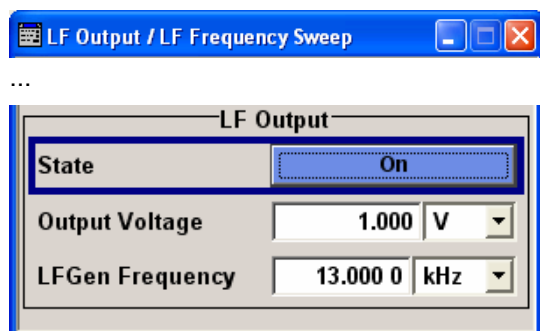 LF Output / LF Frequency Sweep
...
LF Output
State On
Output Voltage 1.000 V
LFGen Frequency 13.000 0 kHz